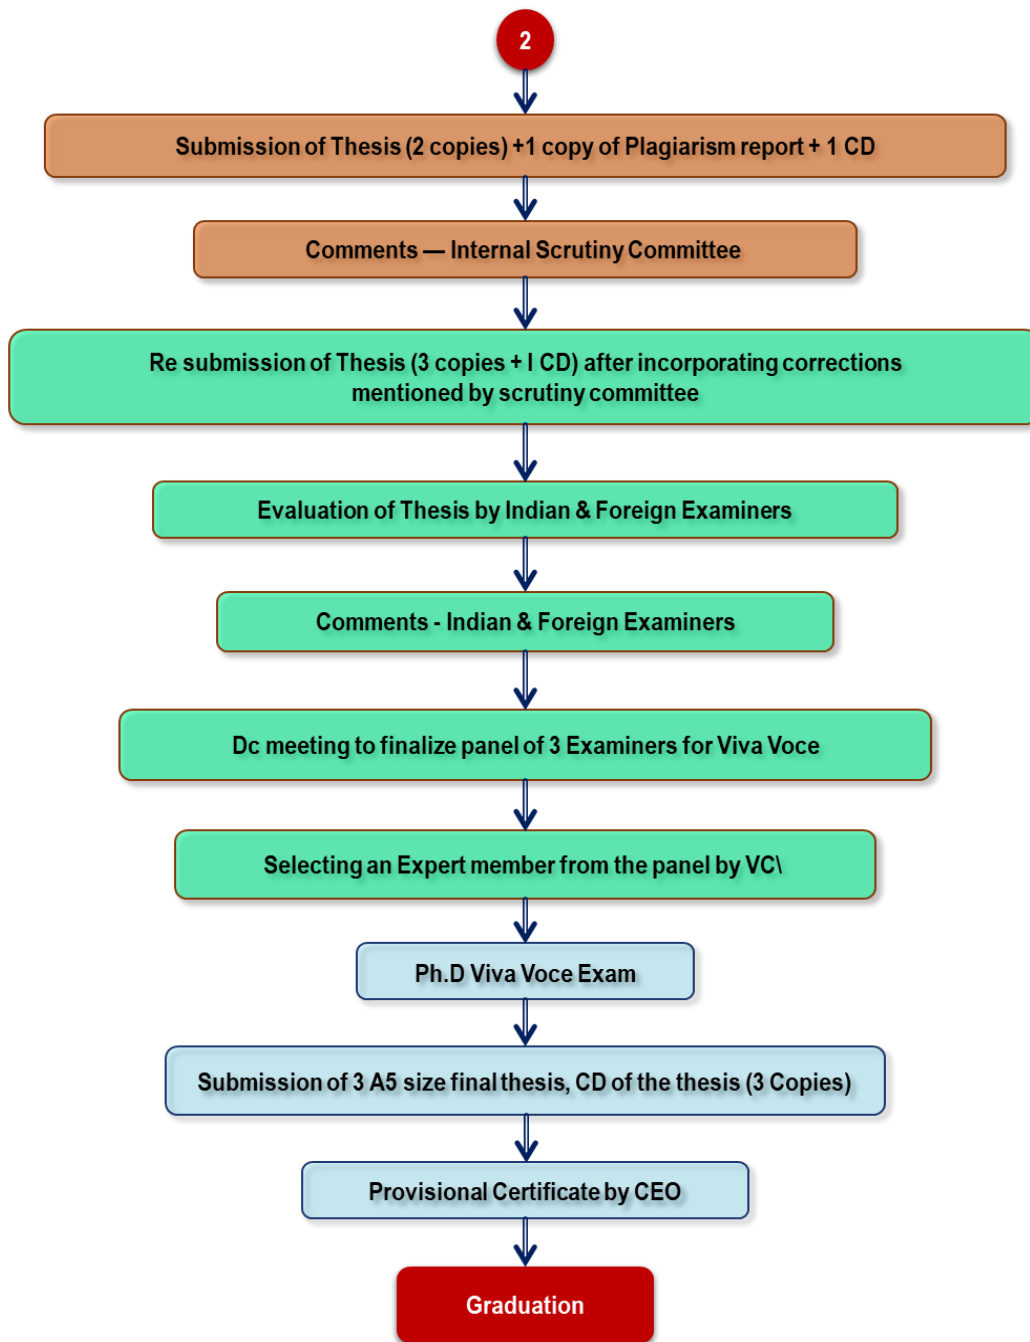 2
Submission of Thesis (2 copies) +1 copy of Plagiarism report + 1 CD
Comments — Internal Scrutiny Committee
Re submission of Thesis (3 copies + I CD) after incorporating corrections
mentioned by scrutiny committee
Evaluation of Thesis by Indian & Foreign Examiners
Comments - Indian & Foreign Examiners
Dc meeting to finalize panel of 3 Examiners for Viva Voce
Selecting an Expert member from the panel by VC\
Ph.D Viva Voce Exam
Submission of 3 A5 size final thesis, CD of the thesis (3 Copies)
Provisional Certificate by CEO
Graduation